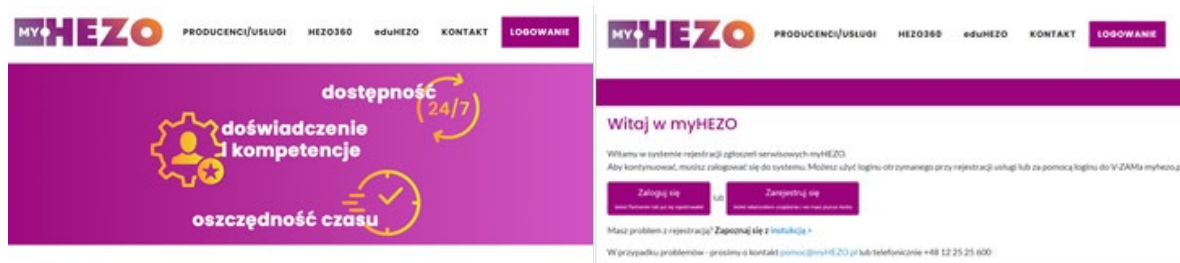 MY HEZO PRODUCENCI/USŁUGI HEZO360 eduHEZO KONTAKT LOGOWANIE
dostępność
24/7
doświadczenie
i kompetencje
oszczędność czasu
MY HEZO PRODUCENCI/USŁUGI HEZO360 eduHEZO KONTAKT LOGOWANIE
Witaj w myHEZO
Witamy w systemie rejestracji zgłoszeń serwisowych myHEZO.
Aby kontynuować, musisz zalogować się do systemu. Możesz użyć loginu otrzymanego przy rejestracji usługi lub za pomocą loginu do V-ZAMa myhezo.p
Zaloguj się lub Zarejestruj się
Masz problem z rejestracją? Zapoznaj się z instukcją >
W przypadku problemów - prosimy o kontakt pomoc@myHEZO.pl lub telefonicznie +48 12 25 25 600